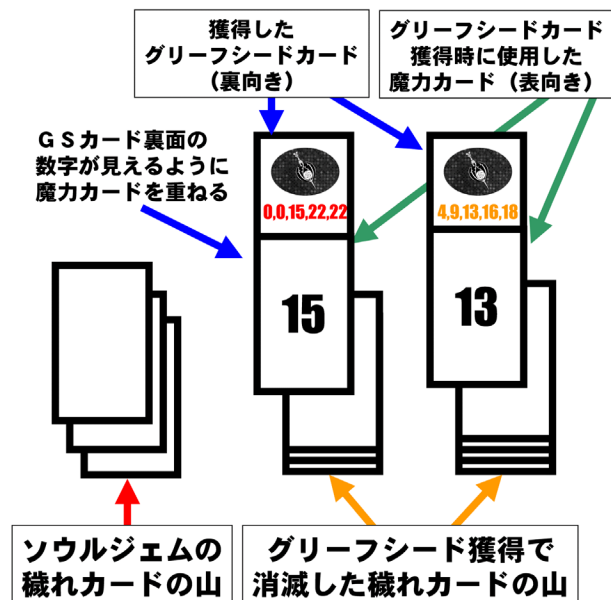 獲得した
グリーフシードカード
（裏向き）
グリーフシードカード
獲得時に使用した
魔力カード（表向き）
ＧＳカード裏面の
数字が見えるように
魔力カードを重ねる
0,0,15,22,22
4,9,13,16,18
15
13
ソウルジェムの
穢れカードの山
グリーフシード獲得で
消滅した穢れカードの山